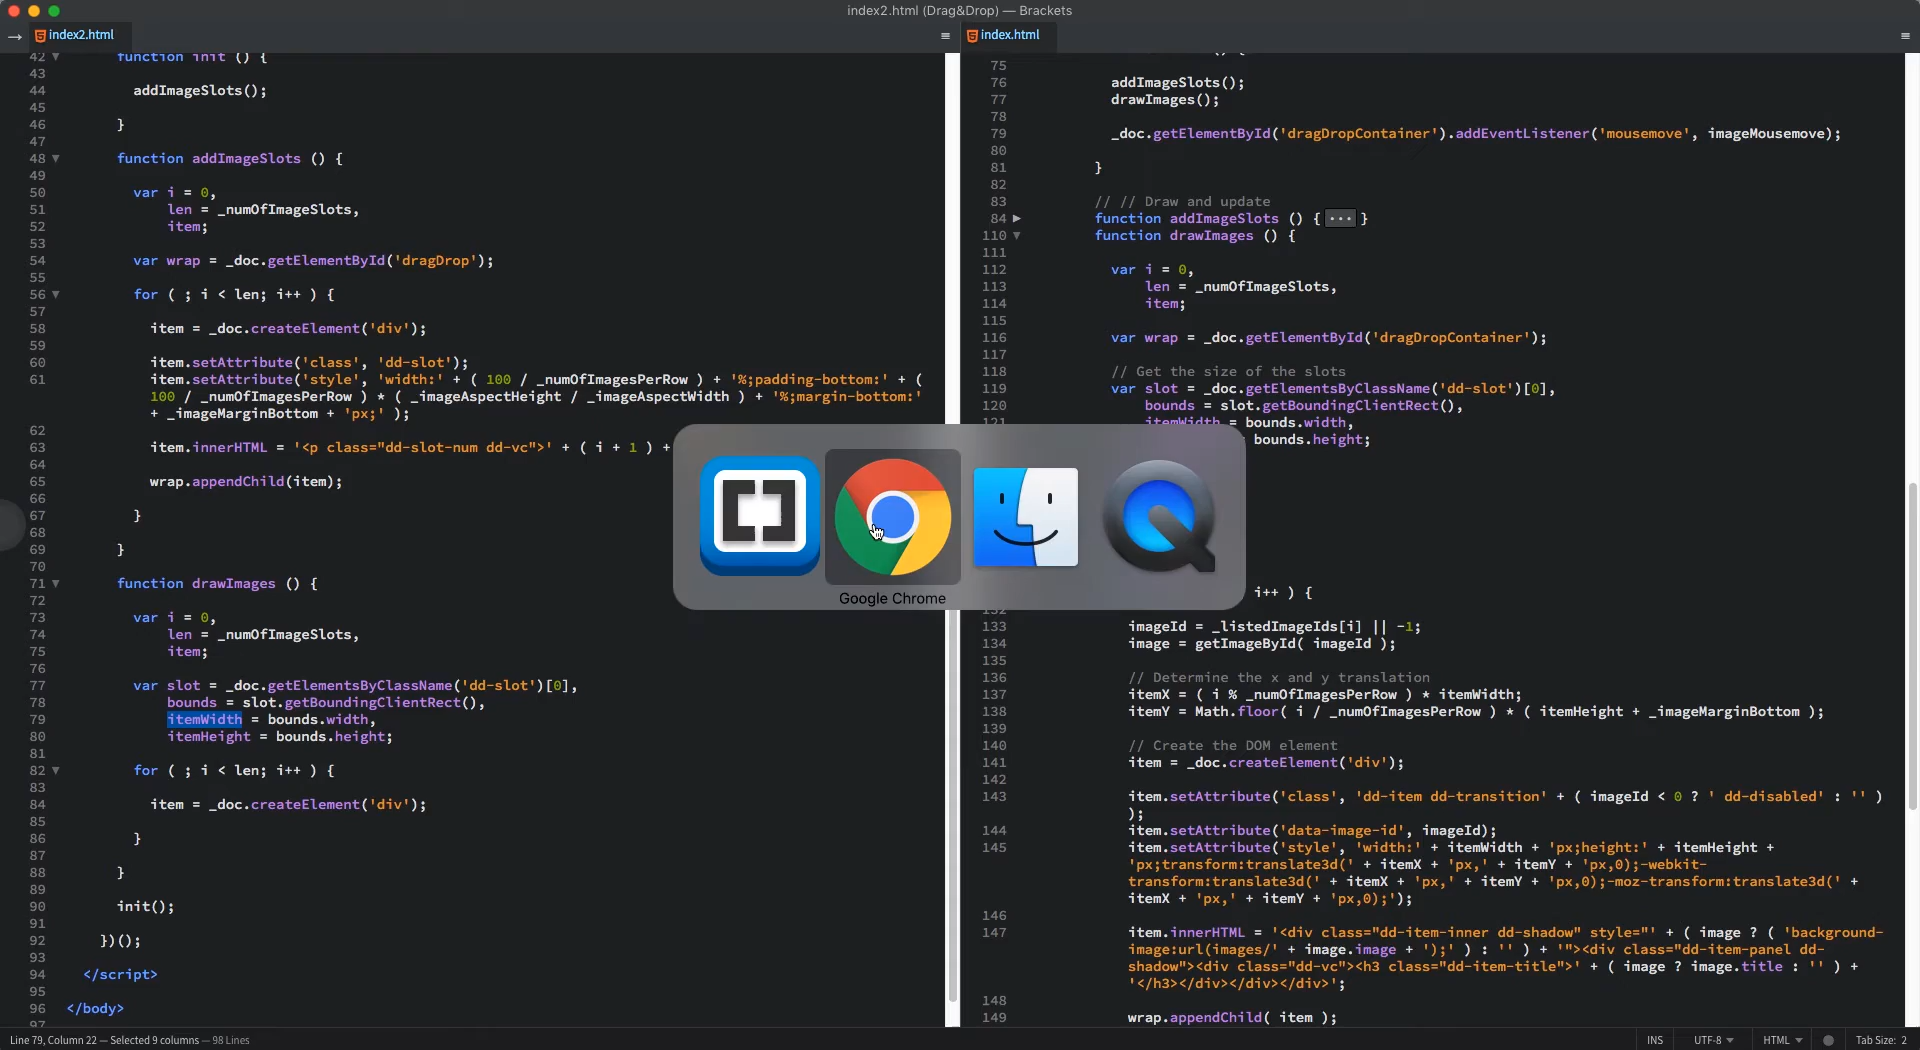 index2.html (Drag&Drop) — Brackets
index2.html
42 function init () {
43
44 addImageSlots();
45
46 }
47
48 function addImageSlots () {
49
50 var i = 0,
51 len = _numOfImageSlots,
52 item;
53
54 var wrap = _doc.getElementById('dragDrop');
55
56 for ( ; i < len; i++ ) {
57
58 item = _doc.createElement('div');
59
60 item.setAttribute('class', 'dd-slot');
61 item.setAttribute('style', 'width:' + ( 100 / _numOfImagesPerRow ) + '%;padding-bottom:' + (
100 / _numOfImagesPerRow ) * ( _imageAspectHeight / _imageAspectWidth ) + '%;margin-bottom:'
+ _imageMarginBottom + 'px;' );
62
63 item.innerHTML = '<p class="dd-slot-num dd-vc">' + ( i + 1 ) +
64
65 wrap.appendChild(item);
66
67 }
68
69 }
70
71 function drawImages () {
72
73 var i = 0,
74 len = _numOfImageSlots,
75 item;
76
77 var slot = _doc.getElementsByClassName('dd-slot')[0],
78 bounds = slot.getBoundingClientRect(),
79 itemWidth = bounds.width,
80 itemHeight = bounds.height;
81
82 for ( ; i < len; i++ ) {
83
84 item = _doc.createElement('div');
85
86 }
87
88 }
89
90 init();
91
92 })();
93
94 </script>
95
96 </body>
97
index.html
75
76 addImageSlots();
77 drawImages();
78
79 _doc.getElementById('dragDropContainer').addEventListener('mousemove', imageMousemove);
80
81 }
82
83 // // Draw and update
84 function addImageSlots () { ... }
110 function drawImages () {
111
112 var i = 0,
113 len = _numOfImageSlots,
114 item;
115
116 var wrap = _doc.getElementById('dragDropContainer');
117
118 // Get the size of the slots
119 var slot = _doc.getElementsByClassName('dd-slot')[0],
120 bounds = slot.getBoundingClientRect(),
121 itemWidth = bounds.width,
bounds.height;
Google Chrome
i++ ) {
132
133 imageId = _listedImageIds[i] || -1;
134 image = getImageById( imageId );
135
136 // Determine the x and y translation
137 itemX = ( i % _numOfImagesPerRow ) * itemWidth;
138 itemY = Math.floor( i / _numOfImagesPerRow ) * ( itemHeight + _imageMarginBottom );
139
140 // Create the DOM element
141 item = _doc.createElement('div');
142
143 item.setAttribute('class', 'dd-item dd-transition' + ( imageId < 0 ? ' dd-disabled' : '' )
);
144 item.setAttribute('data-image-id', imageId);
145 item.setAttribute('style', 'width:' + itemWidth + 'px;height:' + itemHeight +
'px;transform:translate3d(' + itemX + 'px,' + itemY + 'px,0);-webkit-
transform:translate3d(' + itemX + 'px,' + itemY + 'px,0);-moz-transform:translate3d(' +
itemX + 'px,' + itemY + 'px,0);');
146
147 item.innerHTML = '<div class="dd-item-inner dd-shadow" style="' + ( image ? ( 'background-
image:url(images/' + image.image + ');' ) : '' ) + '"><div class="dd-item-panel dd-
shadow"><div class="dd-vc"><h3 class="dd-item-title">' + ( image ? image.title : '' ) +
'</h3></div></div></div>';
148
149 wrap.appendChild( item );
Line 79, Column 22 — Selected 9 columns — 98 Lines
INS UTF-8 HTML Tab Size: 2